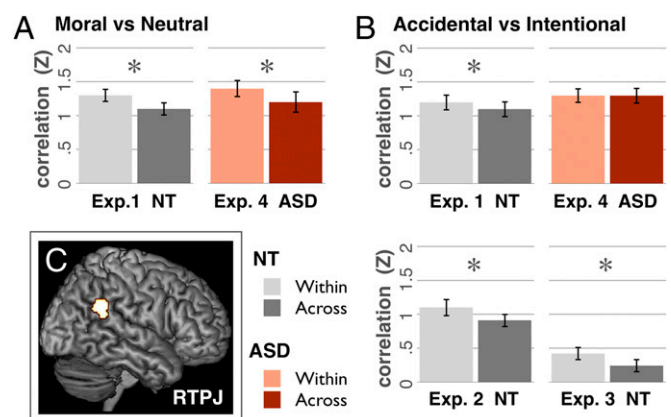 A Moral vs Neutral
correlation (Z)
2
1.5
1
.5
0
*
*
Exp.1 NT
Exp. 4 ASD
B Accidental vs Intentional
correlation (Z)
2
1.5
1
.5
0
*
Exp. 1 NT
Exp. 4 ASD
C
RTPJ
NT
Within
Across
ASD
Within
Across
correlation (Z)
2
1.5
1
.5
0
*
*
Exp. 2 NT
Exp. 3 NT